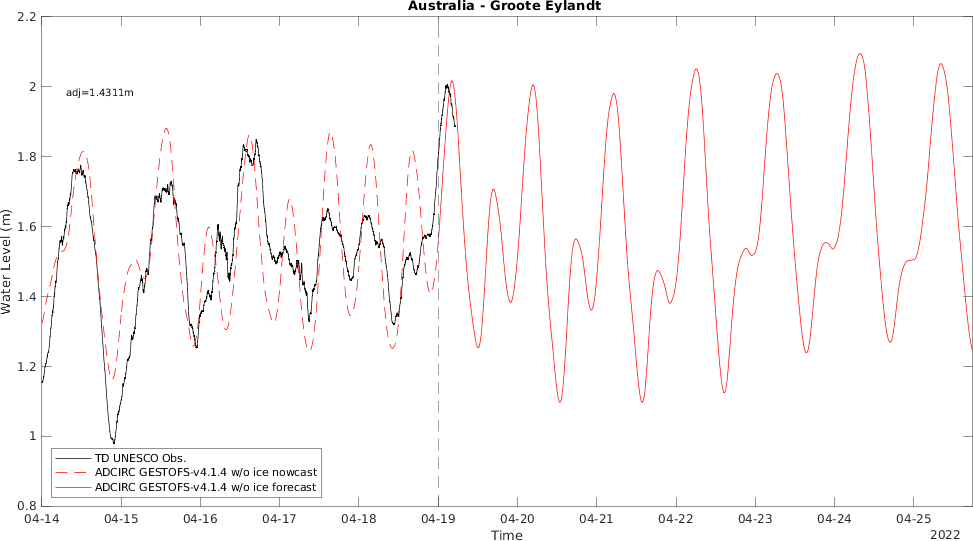 Australia - Groote Eylandt
2.2
2
1.8
1.6
1.4
1.2
1
0.8
Water Level (m)
adj=1.4311m
TD UNESCO Obs.
ADCIRC GESTOFS-v4.1.4 w/o ice nowcast
ADCIRC GESTOFS-v4.1.4 w/o ice forecast
04-14 04-15 04-16 04-17 04-18 04-19 04-20 04-21 04-22 04-23 04-24 04-25
Time
2022